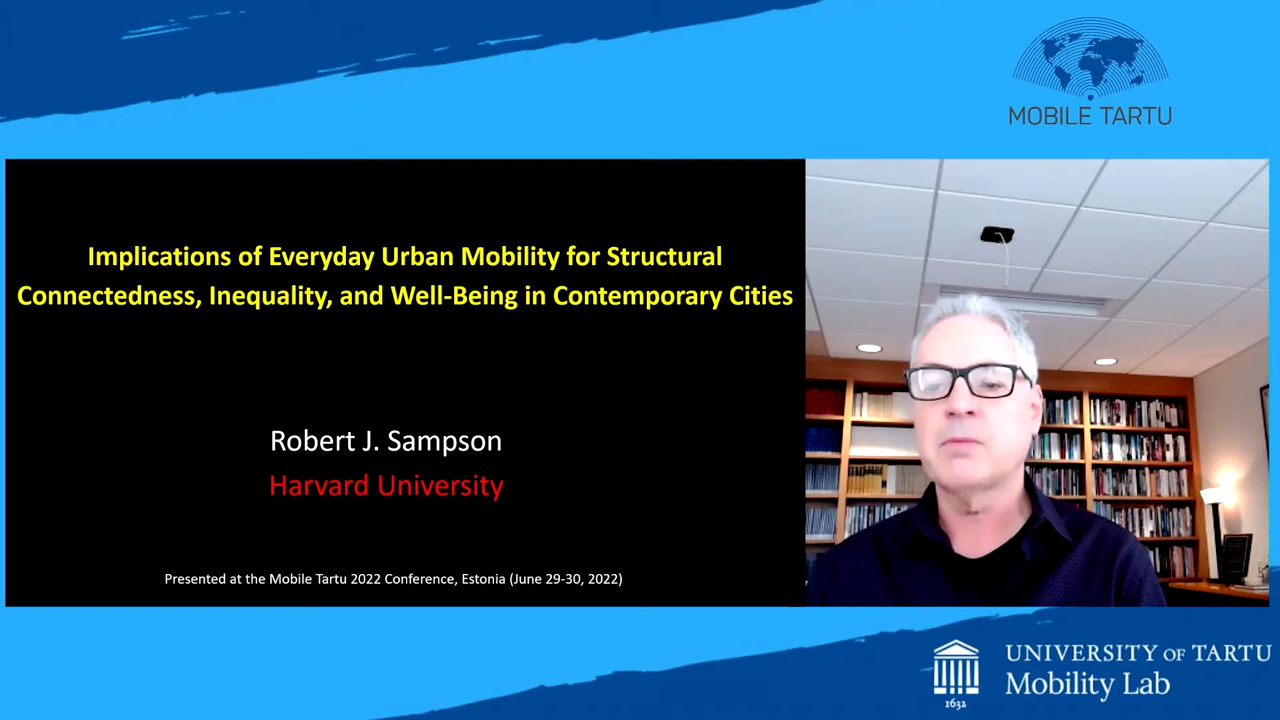 MOBILE TARTU
Implications of Everyday Urban Mobility for Structural
Connectedness, Inequality, and Well-Being in Contemporary Cities
Robert J. Sampson
Harvard University
Presented at the Mobile Tartu 2022 Conference, Estonia (June 29-30, 2022)
UNIVERSITY OF TARTU
Mobility Lab
1632